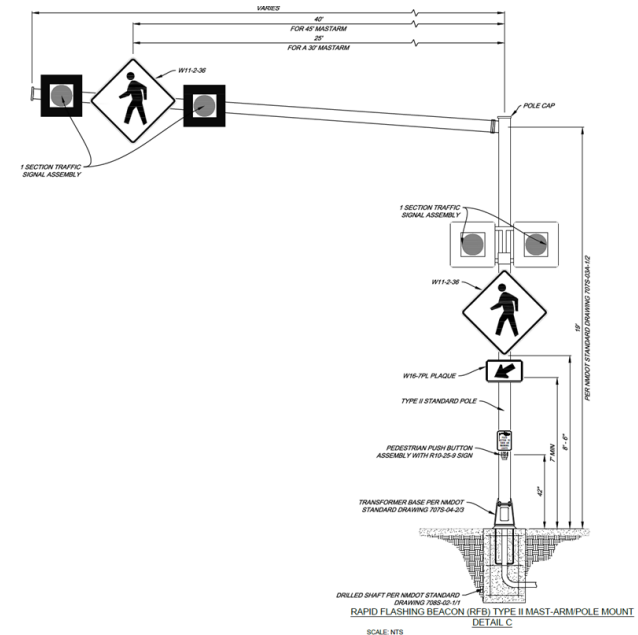 VARIES
40'
FOR 45' MASTARM
25'
FOR A 30' MASTARM
W11-2-36
POLE CAP
1 SECTION TRAFFIC
SIGNAL ASSEMBLY
1 SECTION TRAFFIC
SIGNAL ASSEMBLY
W11-2-36
19'
PER NMDOT STANDARD DRAWING 707S-03A-1/2
W16-7PL PLAQUE
TYPE II STANDARD POLE
8' - 6"
7' MIN
PEDESTRIAN PUSH BUTTON
ASSEMBLY WITH R10-25-9 SIGN
42"
TRANSFORMER BASE PER NMDOT
STANDARD DRAWING 707S-04-2/3
DRILLED SHAFT PER NMDOT STANDARD
DRAWING 708S-02-1/1
RAPID FLASHING BEACON (RFB) TYPE II MAST-ARM/POLE MOUNT
DETAIL C
SCALE: NTS